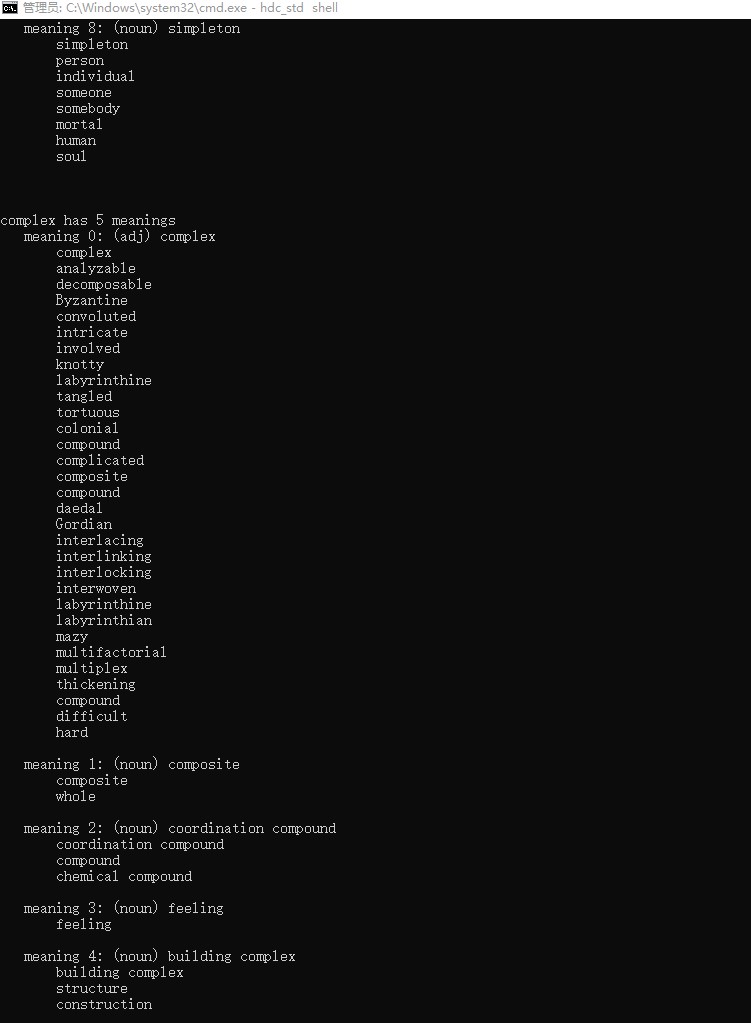 管理员: C:\Windows\system32\cmd.exe - hdc_std  shell
meaning 8: (noun) simpleton
simpleton
person
individual
someone
somebody
mortal
human
soul
complex has 5 meanings
meaning 0: (adj) complex
complex
analyzable
decomposable
Byzantine
convoluted
intricate
involved
knotty
labyrinthine
tangled
tortuous
colonial
compound
complicated
composite
compound
daedal
Gordian
interlacing
interlinking
interlocking
interwoven
labyrinthine
labyrinthian
mazy
multifactorial
multiplex
thickening
compound
difficult
hard
meaning 1: (noun) composite
composite
whole
meaning 2: (noun) coordination compound
coordination compound
compound
chemical compound
meaning 3: (noun) feeling
feeling
meaning 4: (noun) building complex
building complex
structure
construction